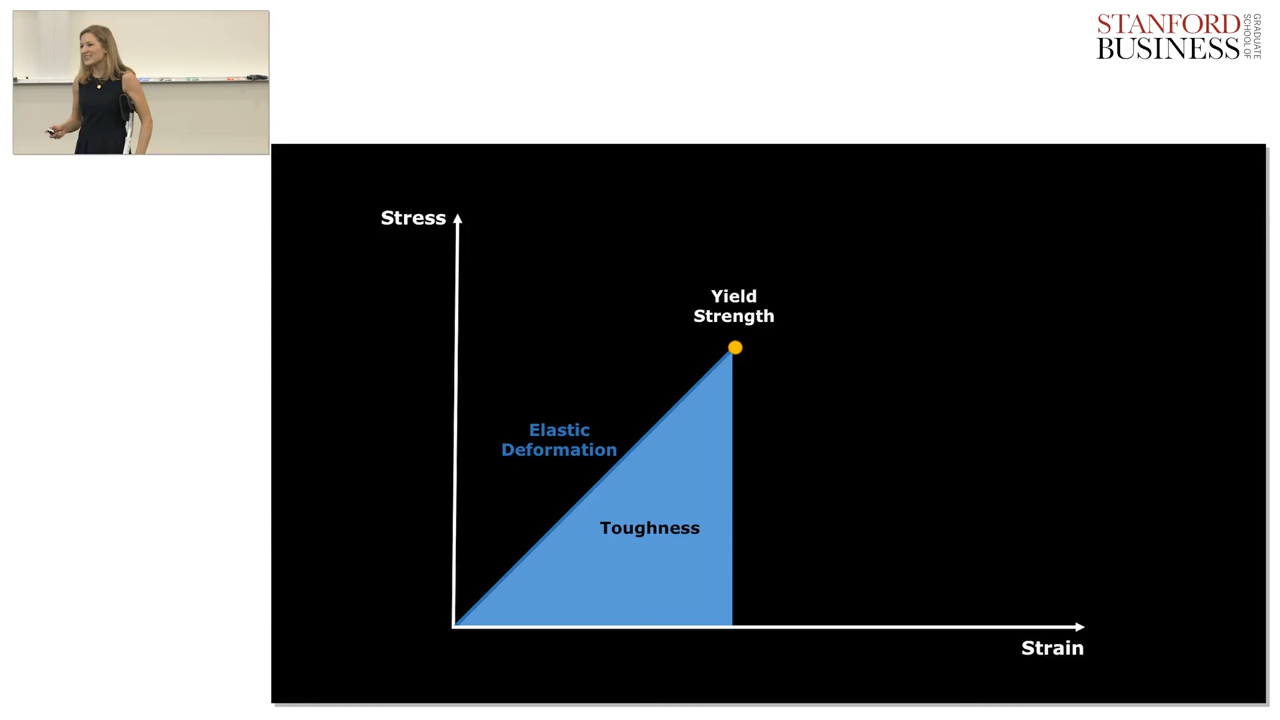 STANFORD
BUSINESS
GRADUATE
SCHOOL OF
Stress
Yield
Strength
Elastic
Deformation
Toughness
Strain